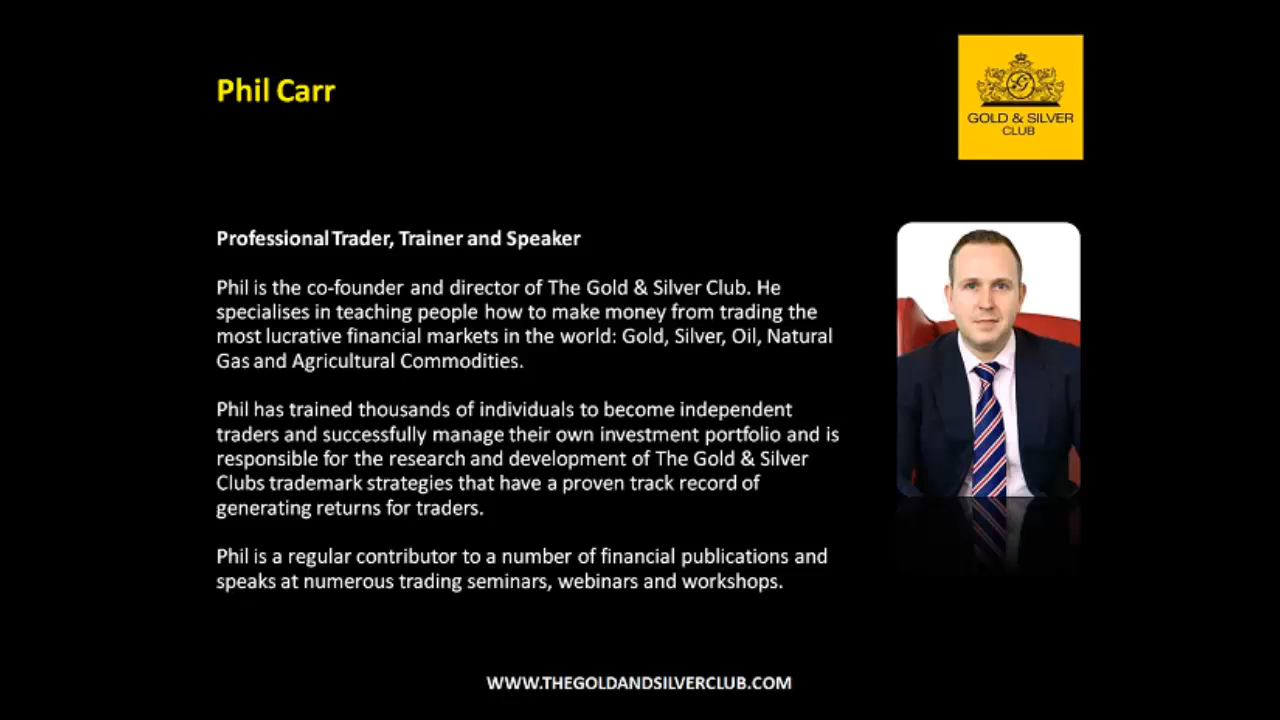 Phil Carr
GOLD & SILVER
CLUB
Professional Trader, Trainer and Speaker
Phil is the co-founder and director of The Gold & Silver Club. He
specialises in teaching people how to make money from trading the
most lucrative financial markets in the world: Gold, Silver, Oil, Natural
Gas and Agricultural Commodities.
Phil has trained thousands of individuals to become independent
traders and successfully manage their own investment portfolio and is
responsible for the research and development of The Gold & Silver
Clubs trademark strategies that have a proven track record of
generating returns for traders.
Phil is a regular contributor to a number of financial publications and
speaks at numerous trading seminars, webinars and workshops.
WWW.THEGOLDANDSILVERCLUB.COM